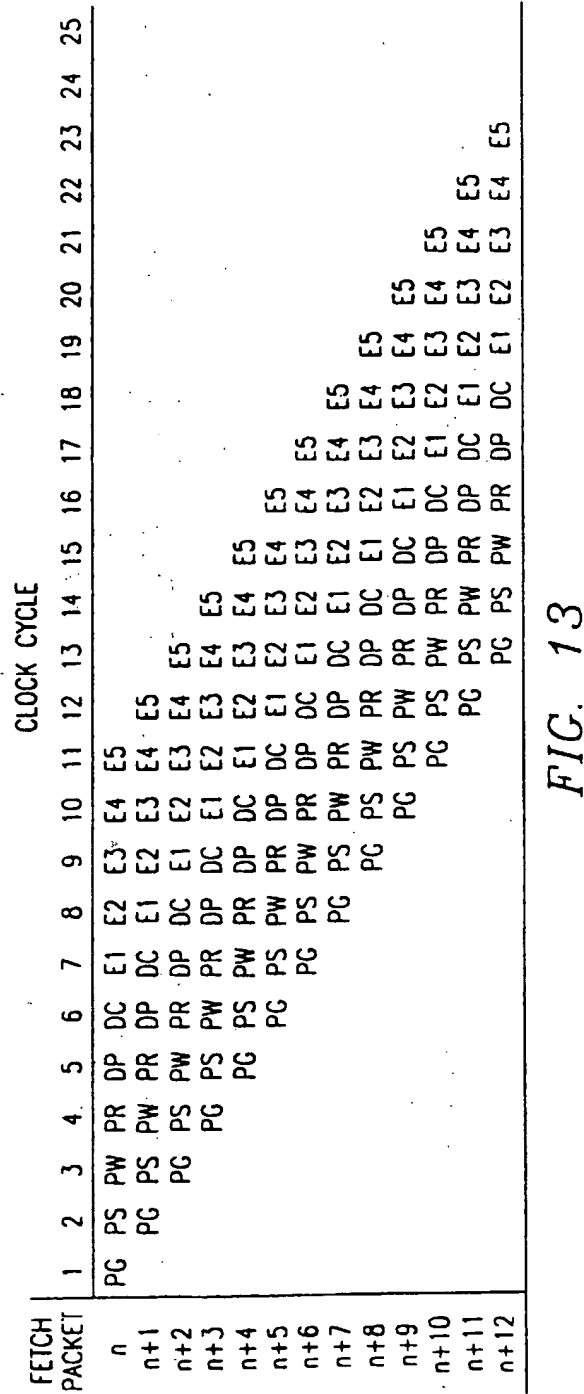 CLOCK CYCLE
FETCH
PACKET 1 2 3 4 5 6 7 8 9 10 11 12 13 14 15 16 17 18 19 20 21 22 23 24 25
n PG PS PW PR DP DC E1 E2 E3 E4 E5
n+1 PG PS PW PR DP DC E1 E2 E3 E4 E5
n+2 PG PS PW PR DP DC E1 E2 E3 E4 E5
n+3 PG PS PW PR DP DC E1 E2 E3 E4 E5
n+4 PG PS PW PR DP DC E1 E2 E3 E4 E5
n+5 PG PS PW PR DP DC E1 E2 E3 E4 E5
n+6 PG PS PW PR DP DC E1 E2 E3 E4 E5
n+7 PG PS PW PR DP DC E1 E2 E3 E4 E5
n+8 PG PS PW PR DP DC E1 E2 E3 E4 E5
n+9 PG PS PW PR DP DC E1 E2 E3 E4 E5
n+10 PG PS PW PR DP DC E1 E2 E3 E4 E5
n+11 PG PS PW PR DP DC E1 E2 E3 E4 E5
n+12 PG PS PW PR DP DC E1 E2 E3 E4 E5
FIG. 13